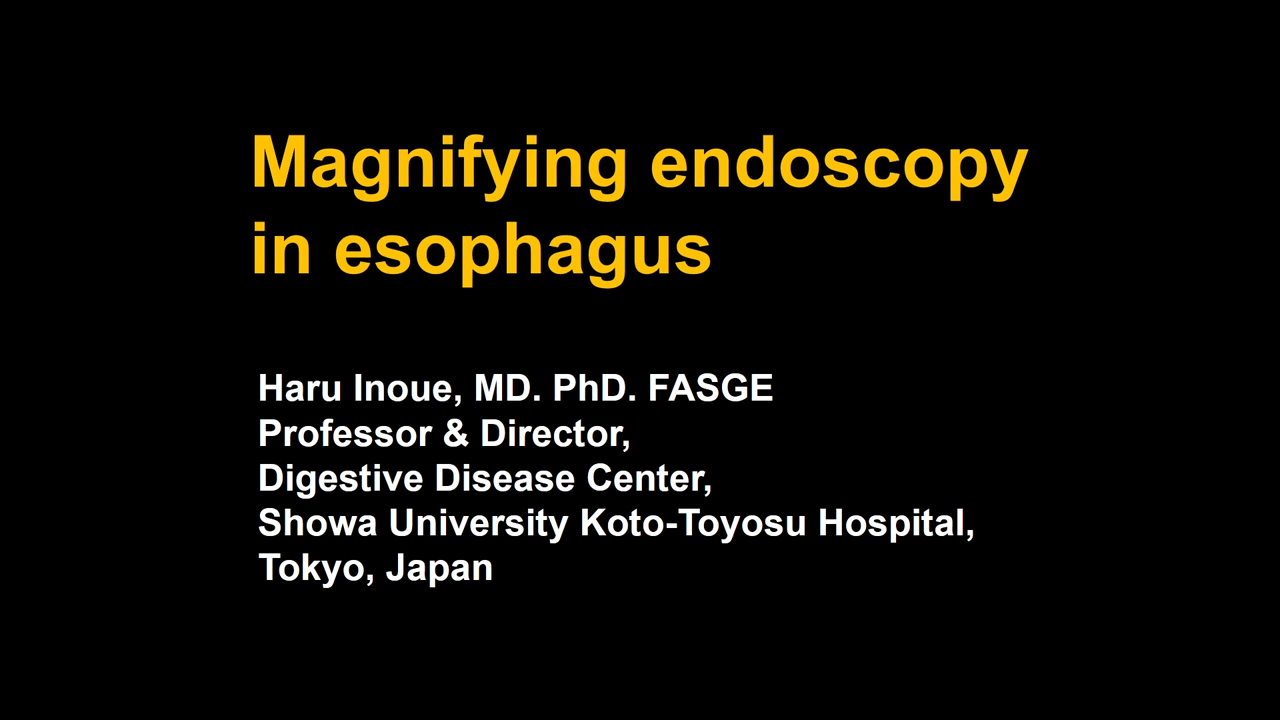 Magnifying endoscopy
in esophagus
Haru Inoue, MD. PhD. FASGE
Professor & Director,
Digestive Disease Center,
Showa University Koto-Toyosu Hospital,
Tokyo, Japan